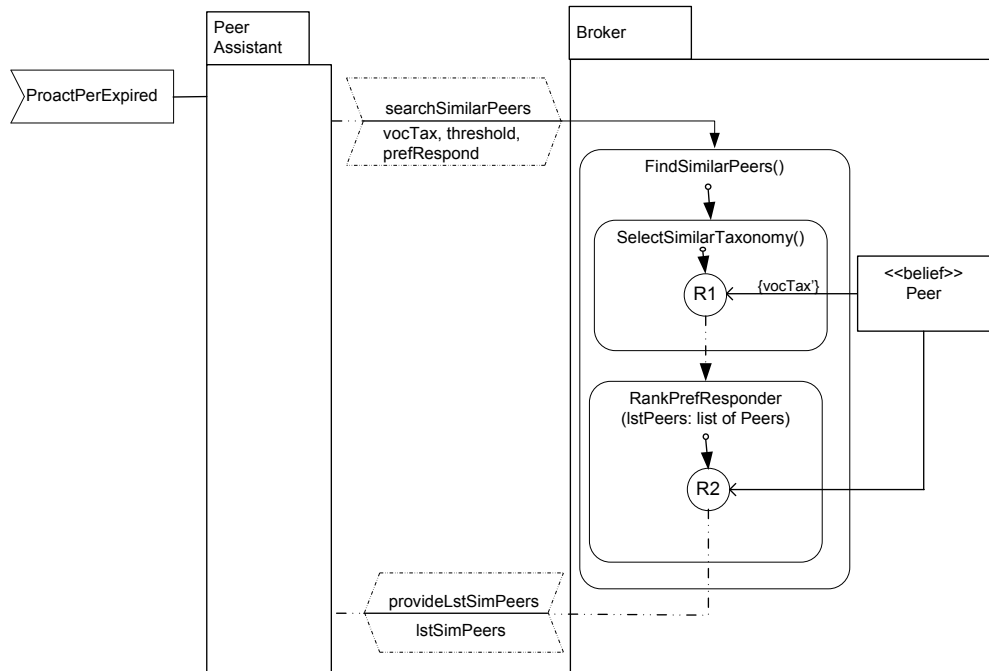 Peer
Assistant
Broker
ProactPerExpired
searchSimilarPeers
vocTax, threshold,
prefRespond
FindSimilarPeers()
SelectSimilarTaxonomy()
R1
{vocTax'}
<<belief>>
Peer
RankPrefResponder
(lstPeers: list of Peers)
R2
provideLstSimPeers
lstSimPeers